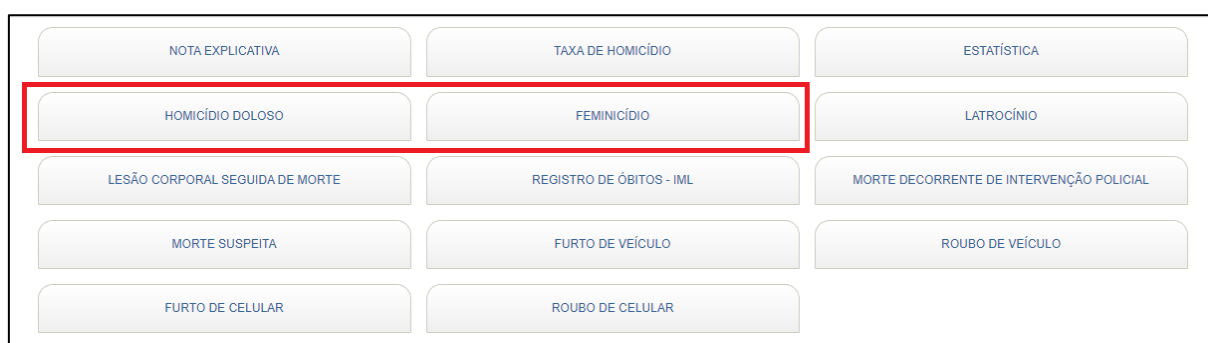 NOTA EXPLICATIVA
TAXA DE HOMICÍDIO
ESTATÍSTICA
HOMICÍDIO DOLOSO
FEMINICÍDIO
LATROCÍNIO
LESÃO CORPORAL SEGUIDA DE MORTE
REGISTRO DE ÓBITOS - IML
MORTE DECORRENTE DE INTERVENÇÃO POLICIAL
MORTE SUSPEITA
FURTO DE VEÍCULO
ROUBO DE VEÍCULO
FURTO DE CELULAR
ROUBO DE CELULAR